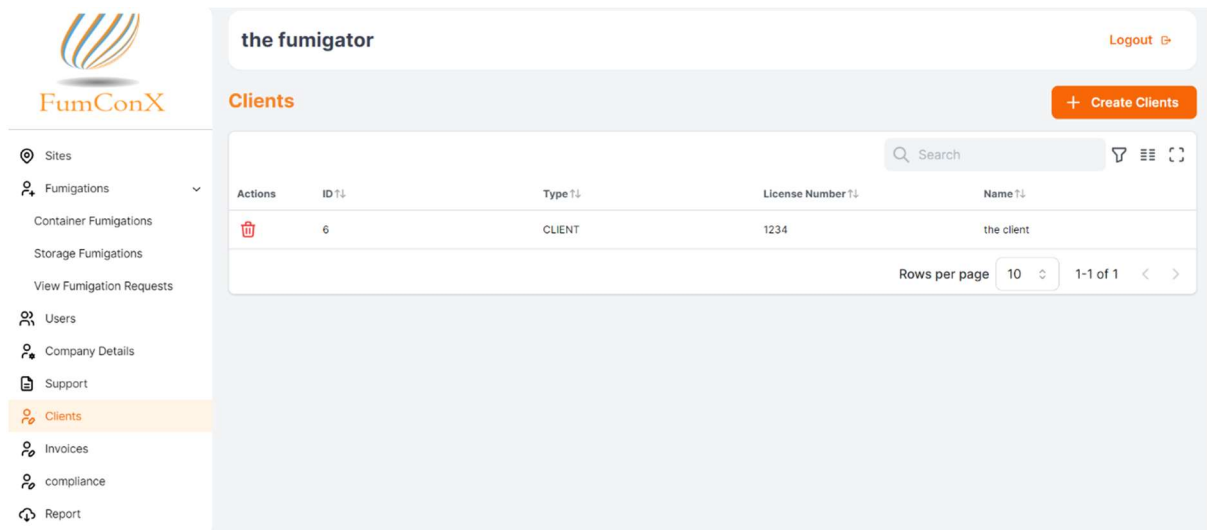 FumConX
Sites
Fumigations
Container Fumigations
Storage Fumigations
View Fumigation Requests
Users
Company Details
Support
Clients
Invoices
compliance
Report
the fumigator
Logout
Clients
+ Create Clients
Search
Actions ID↑↓ Type↑↓ License Number↑↓ Name↑↓
6 CLIENT 1234 the client
Rows per page 10 1-1 of 1 < >